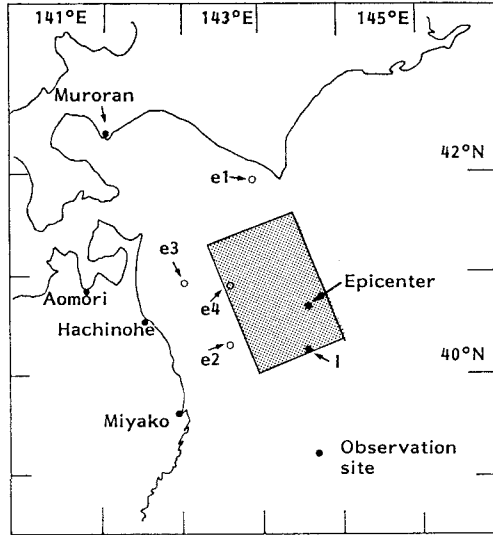 141°E 143°E 145°E
Muroran
42°N
e1
e3
Epicenter
Aomori
e4
Hachinohe
e2
1
40°N
Miyako
Observation
site